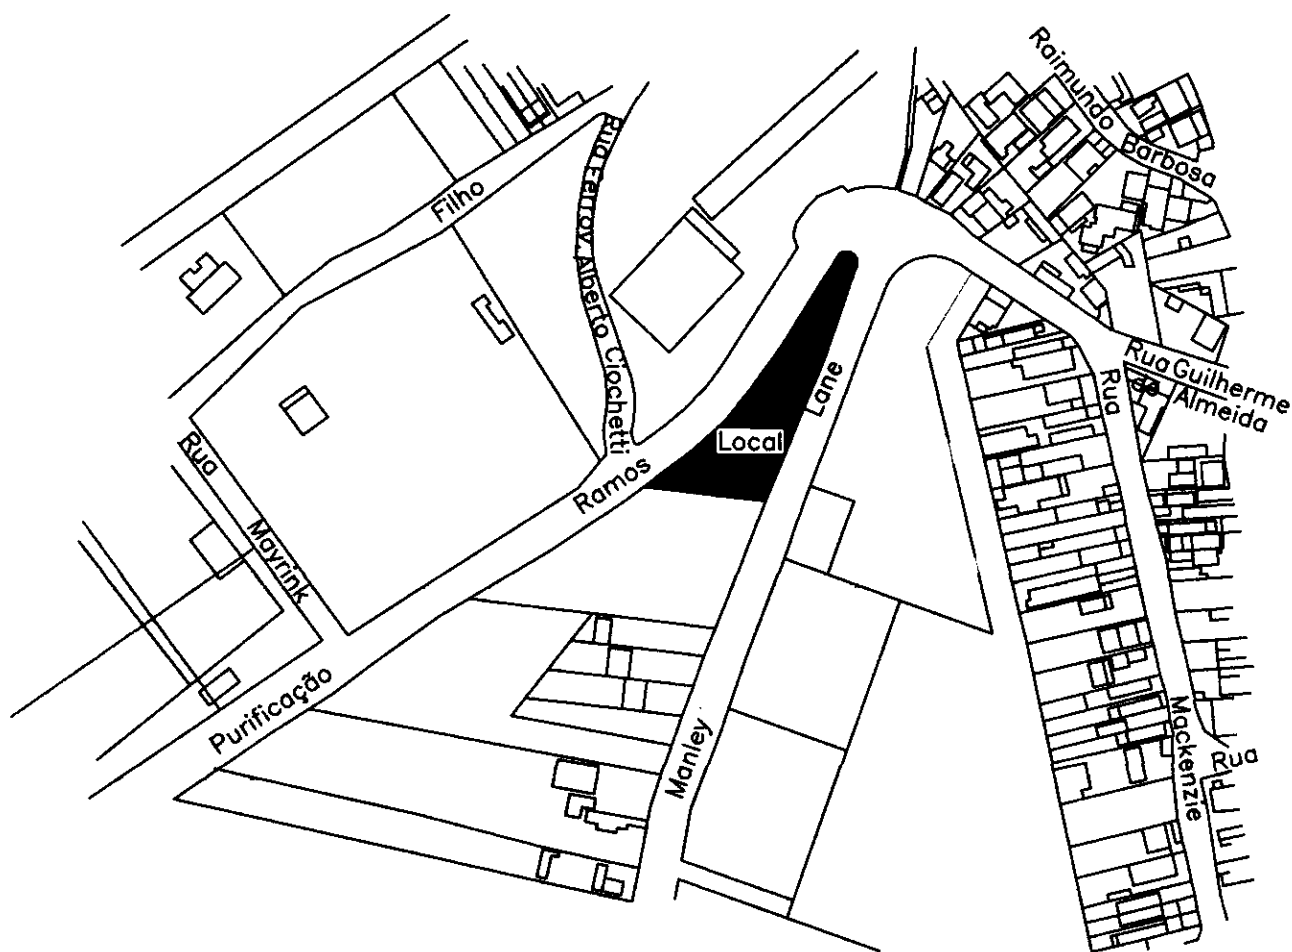 Raimundo Barbosa
Filho
Rua Ferrov. Alberto Ciochetti
Rua Guilherme
de Almeida
Rua Mayrink
Purificação Ramos
Local
Manley Lane
Rua Mackenzie
Rua